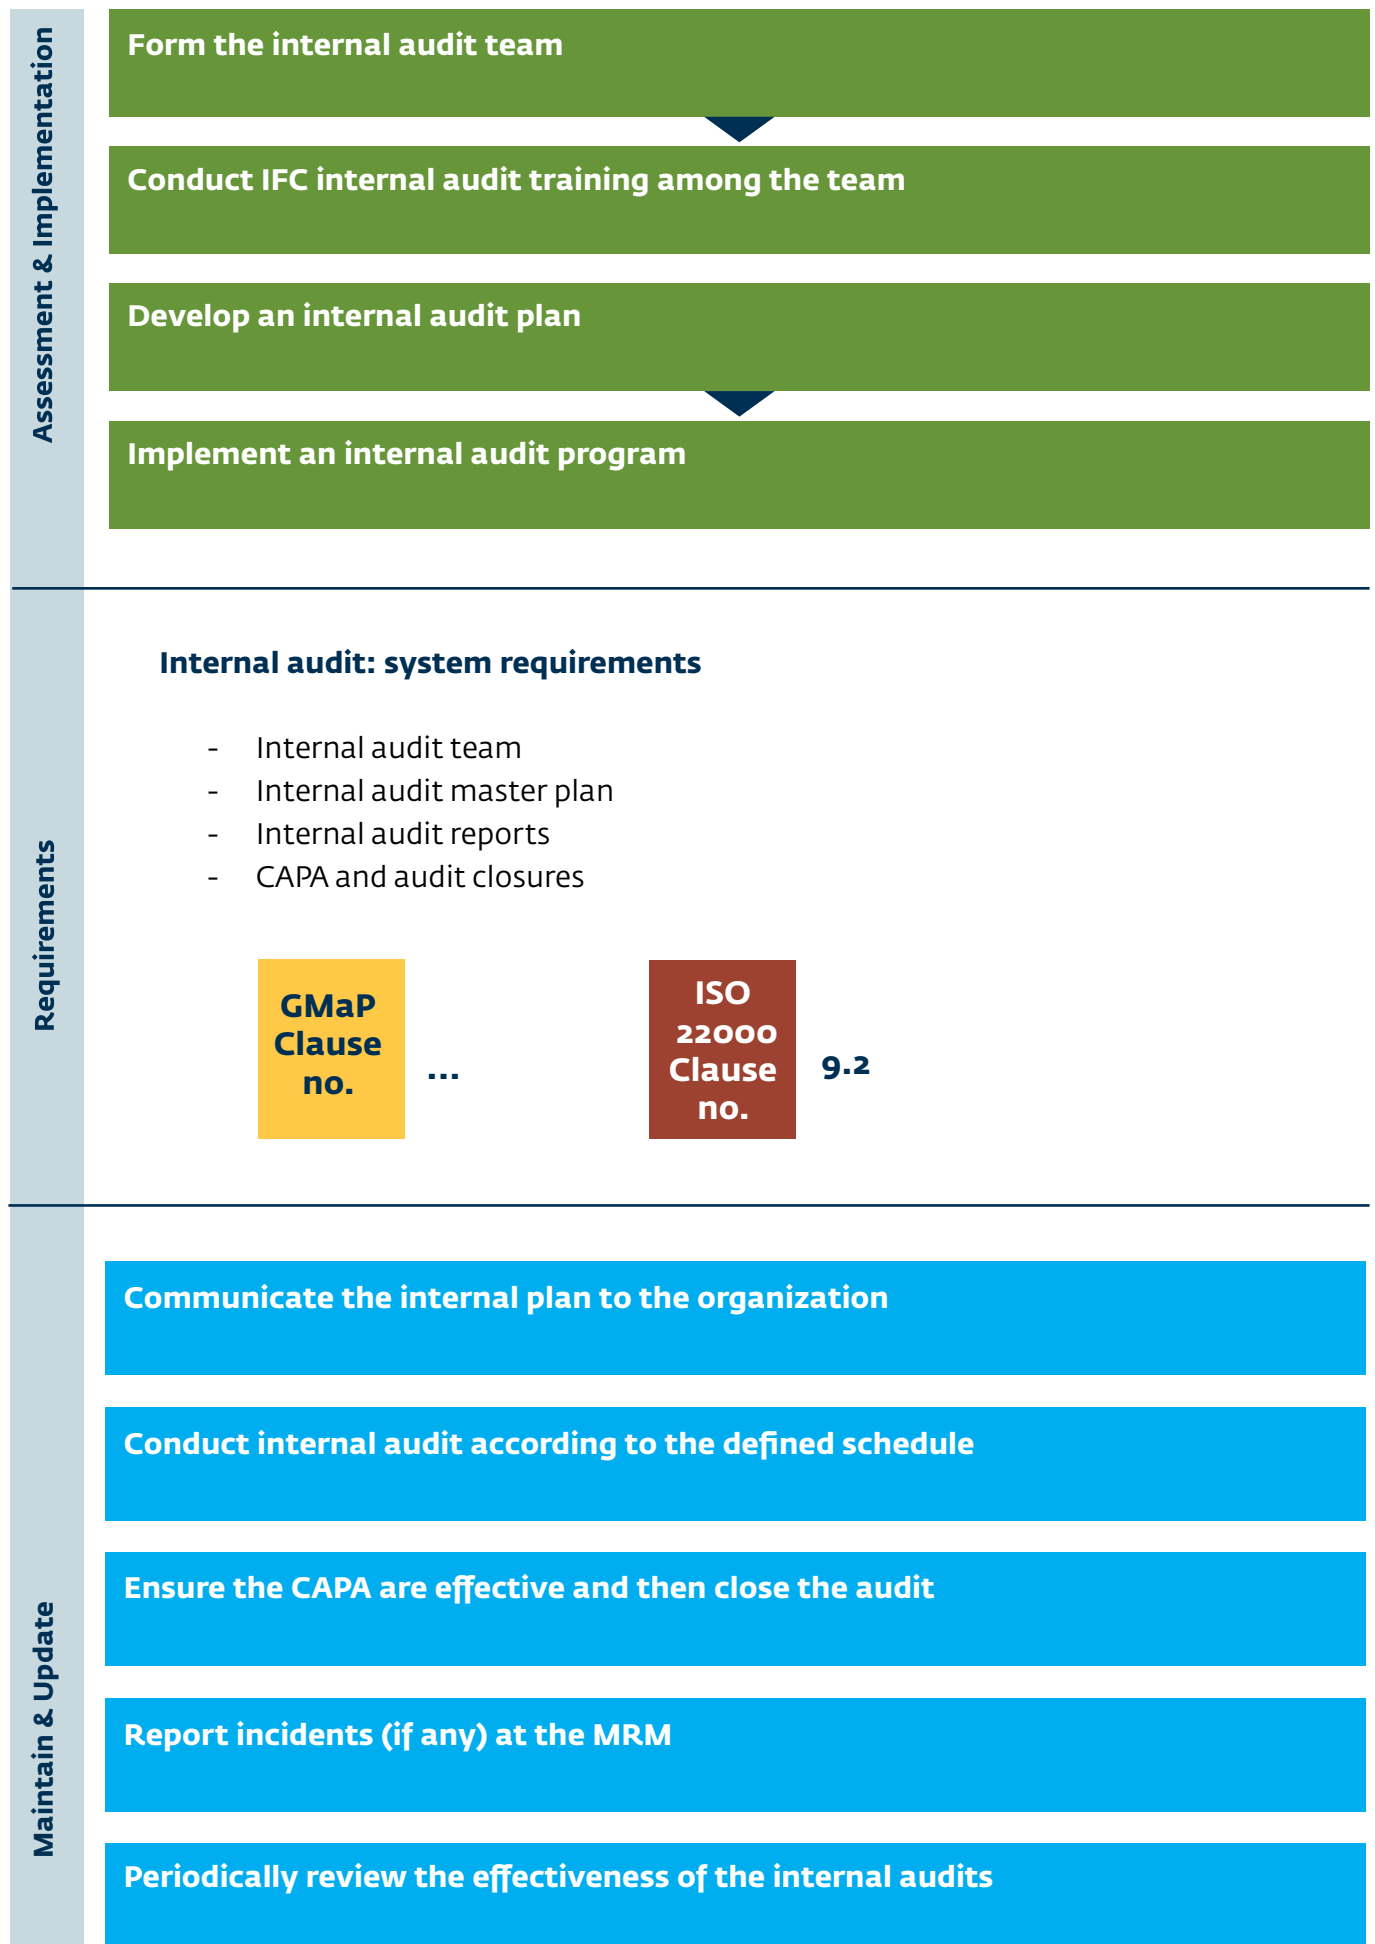 Assessment & Implementation
Form the internal audit team
Conduct IFC internal audit training among the team
Develop an internal audit plan
Implement an internal audit program
Requirements
Internal audit: system requirements
- Internal audit team
- Internal audit master plan
- Internal audit reports
- CAPA and audit closures
GMaP
Clause
no.
...
ISO
22000
Clause
no.
9.2
Maintain & Update
Communicate the internal plan to the organization
Conduct internal audit according to the defined schedule
Ensure the CAPA are effective and then close the audit
Report incidents (if any) at the MRM
Periodically review the effectiveness of the internal audits